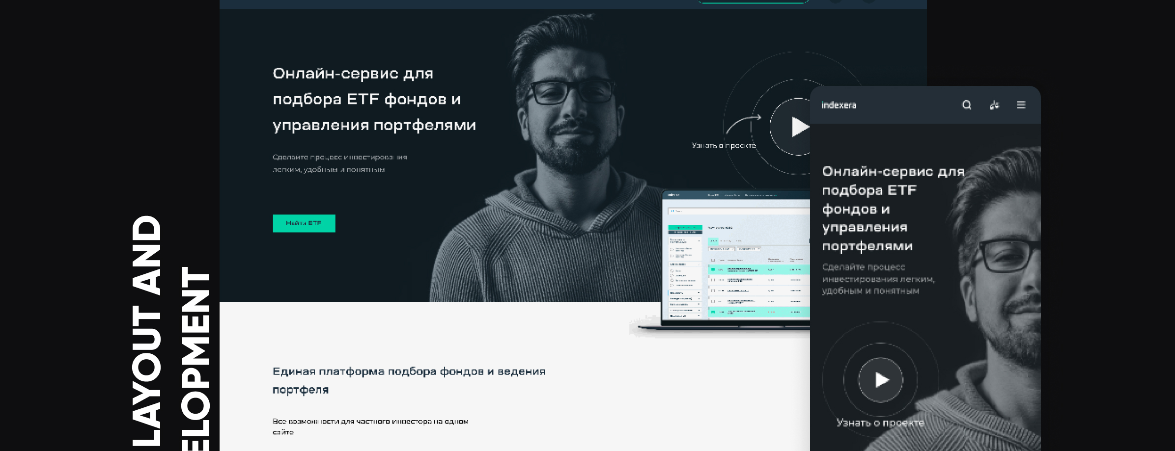 LAYOUT AND
ELOPMENT
Онлайн-сервис для
подбора ETF фондов и
управления портфелями
Сделайте процесс инвестирования
легким, удобным и понятным
Найти ETF
Узнать о проекте
Единая платформа подбора фондов и ведения
портфеля
Все возможности для частного инвестора на одном
сайте
indexera
Онлайн-сервис для
подбора ETF
фондов и
управления
портфелями
Сделайте процесс
инвестирования легким,
удобным и понятным
Узнать о проекте